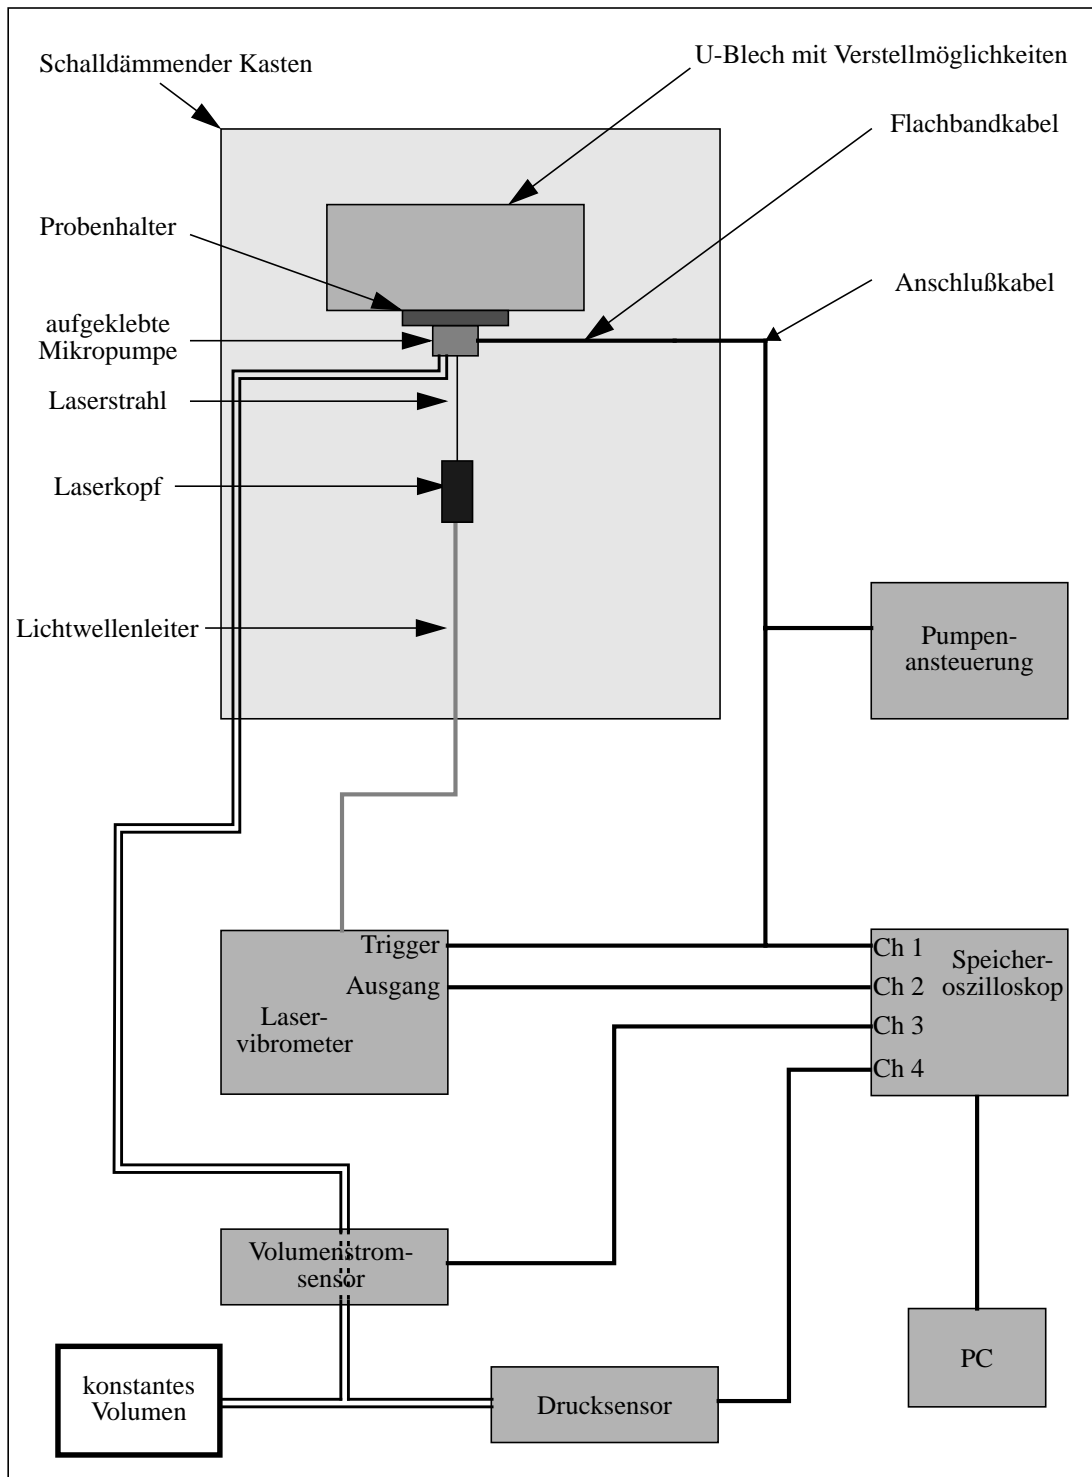 Schalldämmender Kasten
U-Blech mit Verstellmöglichkeiten
Flachbandkabel
Probenhalter
Anschlußkabel
aufgeklebte
Mikropumpe
Laserstrahl
Laserkopf
Lichtwellenleiter
Pumpen-
ansteuerung
Trigger
Ausgang
Laser-
vibrometer
Ch 1
Ch 2
Ch 3
Ch 4
Speicher-
oszilloskop
Volumenstrom-
sensor
konstantes
Volumen
Drucksensor
PC